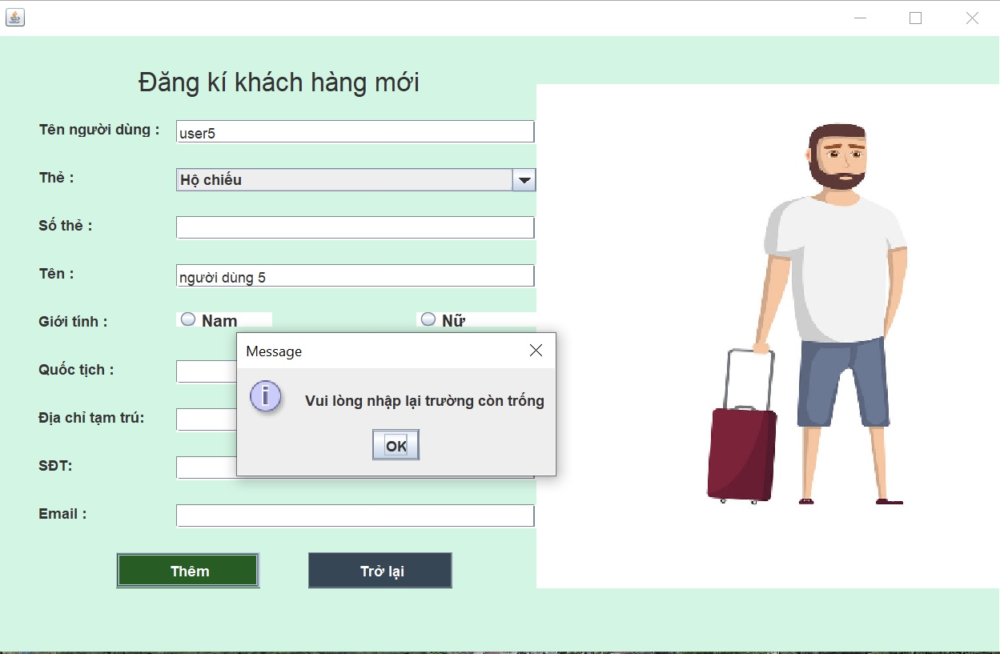 Đăng kí khách hàng mới
Tên người dùng :
user5
Thẻ :
Hộ chiếu
Số thẻ :
Tên :
người dùng 5
Giới tính :
Nam
Nữ
Quốc tịch :
Địa chỉ tạm trú:
SĐT:
Email :
Message
Vui lòng nhập lại trường còn trống
OK
Thêm
Trở lại